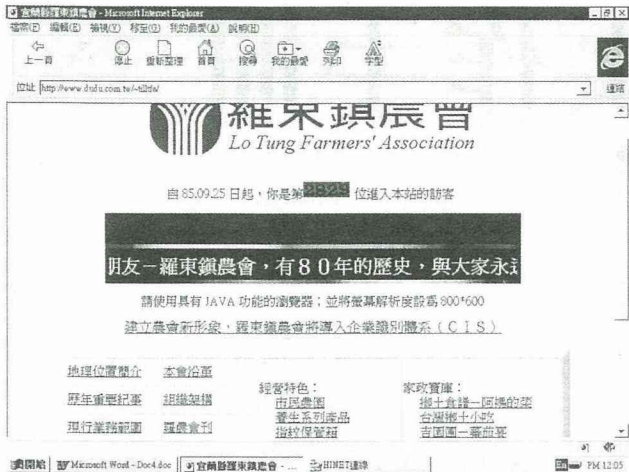 宜蘭縣羅東鎮農會 - Microsoft Internet Explorer
檔案(F) 編輯(E) 檢視(V) 移至(G) 我的最愛(A) 說明(H)
上一頁 停止 重新整理 首頁 搜尋 我的最愛 列印 字型
位址 http://www.dudu.com.tw/~tilltfa/ 連結
羅東鎮農會
Lo Tung Farmers' Association
自 85.09.25 日起，你是第2829 位進入本站的訪客
朋友－羅東鎮農會，有８０年的歷史，與大家永遠
請使用具有 JAVA 功能的瀏覽器；並將螢幕解析度設為 800*600
建立農會新形象，羅東鎮農會將導入企業識別體系（ＣＩＳ）
地理位置簡介 本會沿革
經營特色： 家政寶庫：
市民農園 鄉土食譜－阿媽的菜
歷年重要紀事 組織架構
養生系列產品 台灣鄉土小吃
現行業務範圍 羅農會刊
指紋保管箱
開始 Microsoft Word - Doc4.doc 宜蘭縣羅東鎮農會 - ... HINET連線 PM 12:05